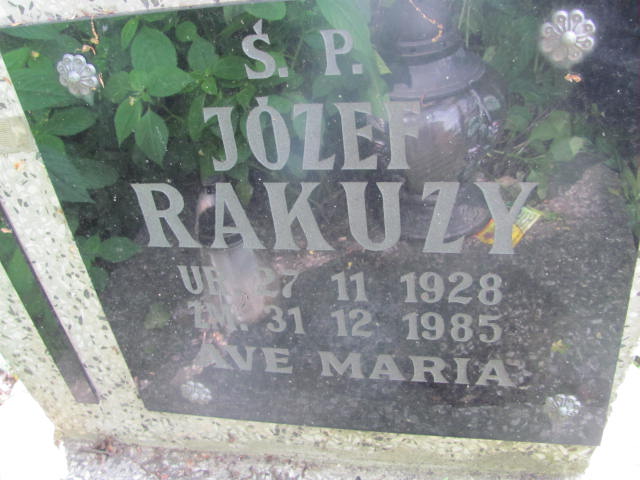 Ś. P.
JÓZEF
RAKUZY
UR. 27 11 1928
ZM. 31 12 1985
AVE MARIA